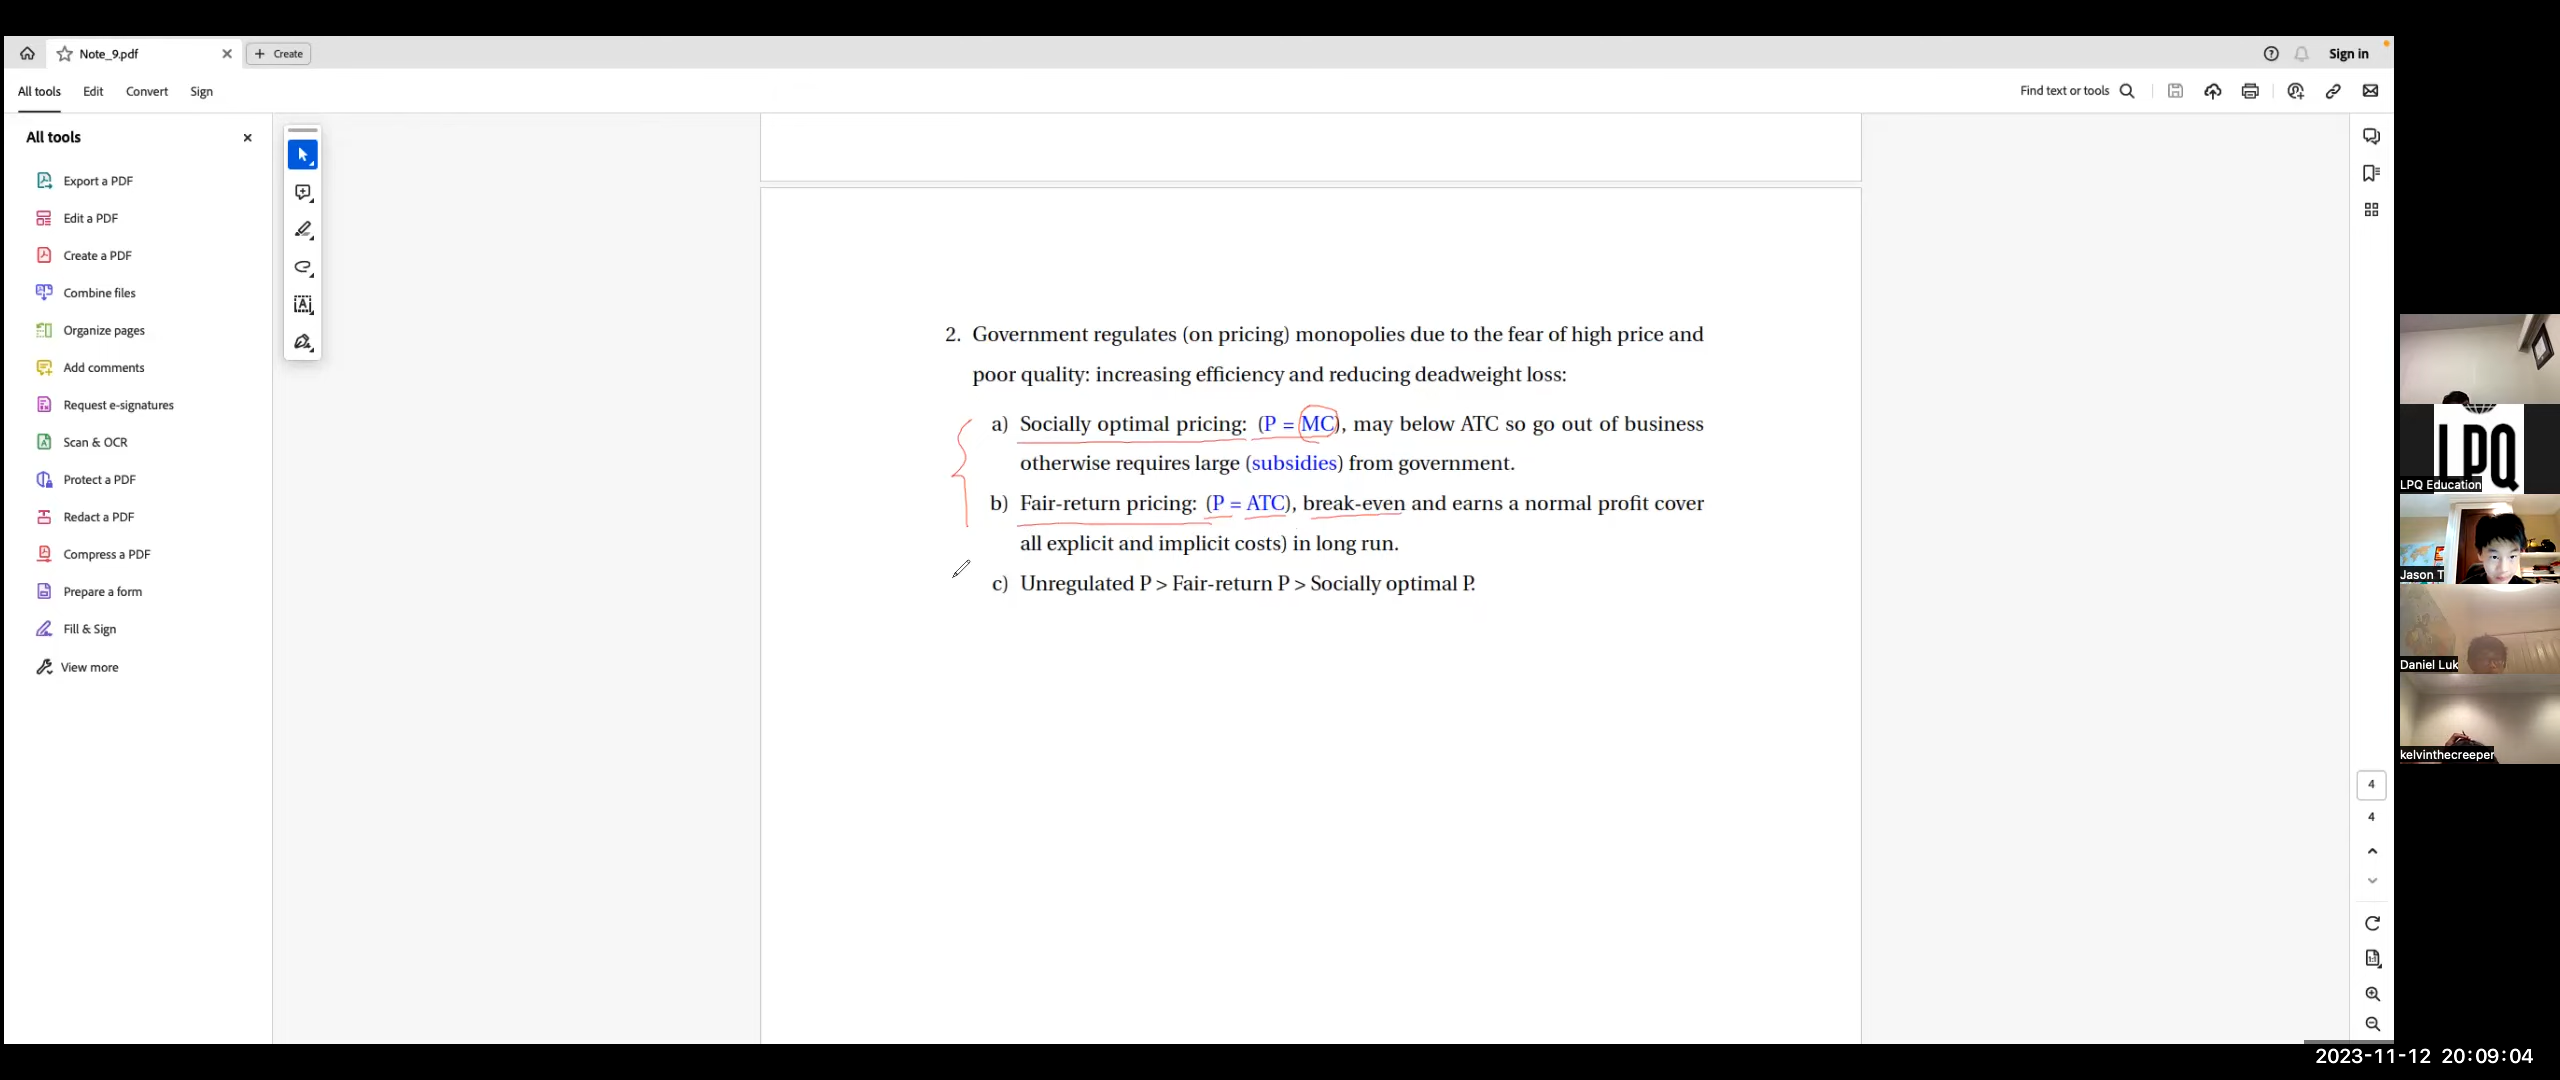 Note_9.pdf
Create
Sign in
All tools
Edit
Convert
Sign
Find text or tools
All tools
Export a PDF
Edit a PDF
Create a PDF
Combine files
Organize pages
Add comments
Request e-signatures
Scan & OCR
Protect a PDF
Redact a PDF
Compress a PDF
Prepare a form
Fill & Sign
View more
2. Government regulates (on pricing) monopolies due to the fear of high price and
poor quality: increasing efficiency and reducing deadweight loss:
a) Socially optimal pricing: (P = MC), may below ATC so go out of business
otherwise requires large (subsidies) from government.
b) Fair-return pricing: (P = ATC), break-even and earns a normal profit cover
all explicit and implicit costs) in long run.
c) Unregulated P > Fair-return P > Socially optimal P.
LPQ
LPQ Education
Jason T
Daniel Luk
kelvinthecreeper
4
4
2023-11-12 20:09:04